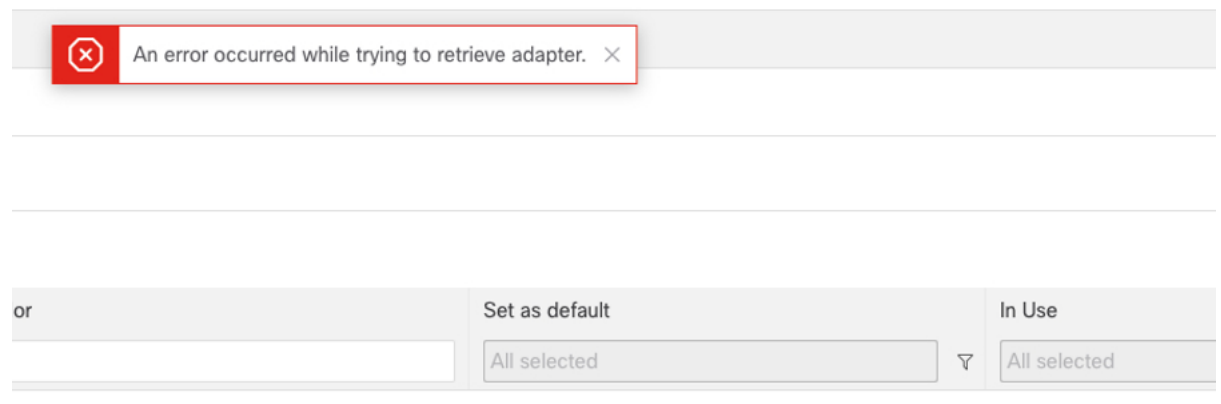 An error occurred while trying to retrieve adapter.
or Set as default In Use
All selected All selected